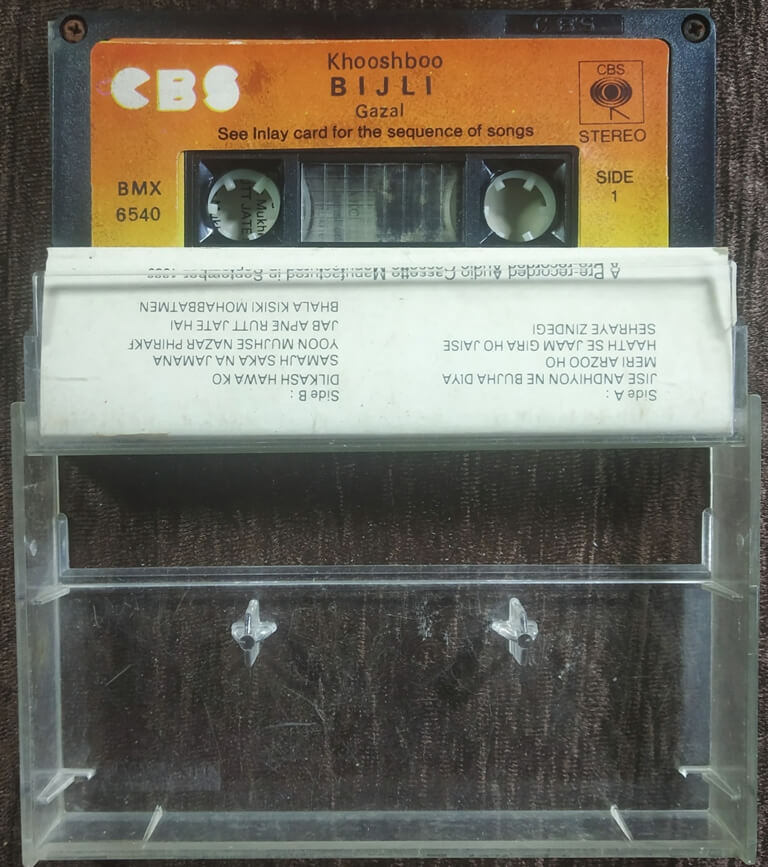 CBS
Khooshboo
BIJLI
Gazal
See Inlay card for the sequence of songs
CBS
STEREO
BMX
6540
SIDE
1
Side A :
JISE ANDHIYON NE BUJHA DIYA
MERI ARZOO HO
HAATH SE JAAM GIRA HO JAISE
SEHRAYE ZINDEGI
Side B :
DILKASH HAWA KO
SAMAJH SAKA NA JAMANA
YOON MUJHSE NAZAR PHIRAKE
JAB APNE RUTT JATE HAI
BHALA KISIKI MOHABBATMEN
A Pre-recorded Audio Cassette Manufactured in September